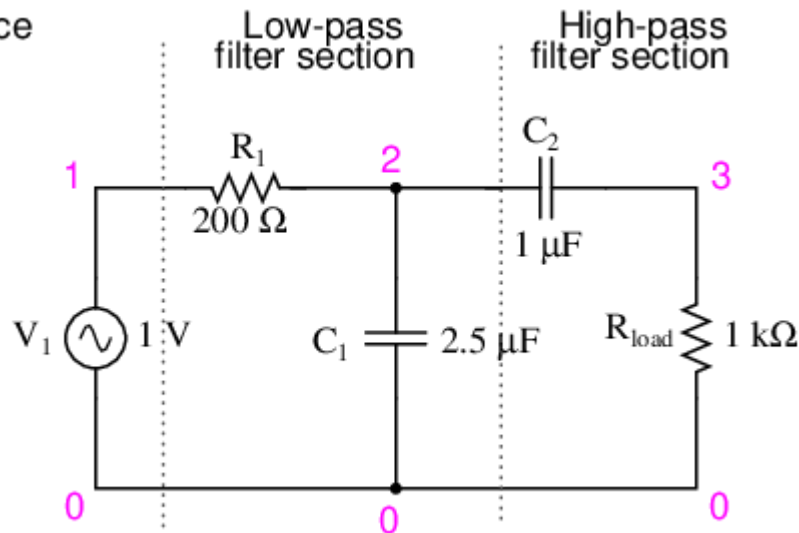 ce
Low-pass
filter section
High-pass
filter section
1
R1
200 Ω
2
C2
1 μF
3
V1
1 V
C1
2.5 μF
Rload
1 kΩ
0
0
0